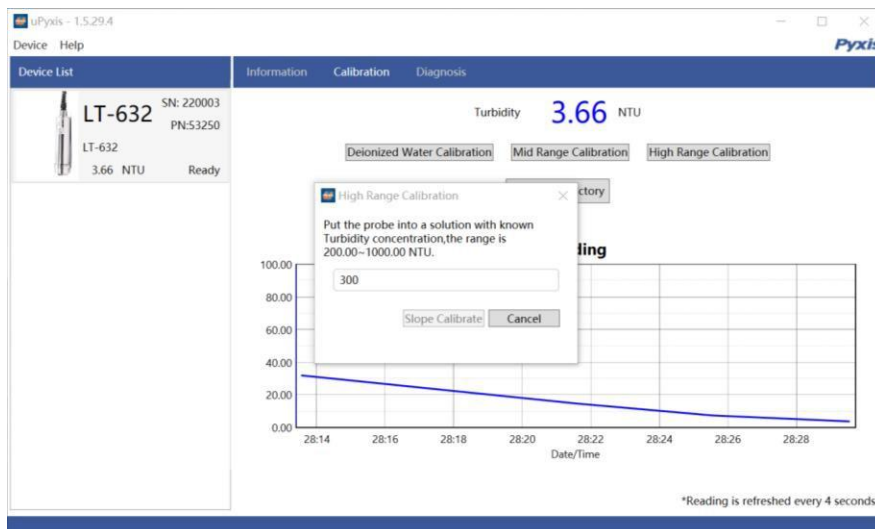 uPyxis - 1.5.29.4
Device Help
Pyxis
Device List
Information Calibration Diagnosis
LT-632
SN: 220003
PN:53250
LT-632
3.66 NTU Ready
Turbidity 3.66 NTU
Deionized Water Calibration Mid Range Calibration High Range Calibration
High Range Calibration
Put the probe into a solution with known
Turbidity concentration,the range is
200.00~1000.00 NTU.
300
Slope Calibrate Cancel
100.00
80.00
60.00
40.00
20.00
0.00
28:14 28:16 28:18 28:20 28:22 28:24 28:26 28:28
Date/Time
*Reading is refreshed every 4 seconds